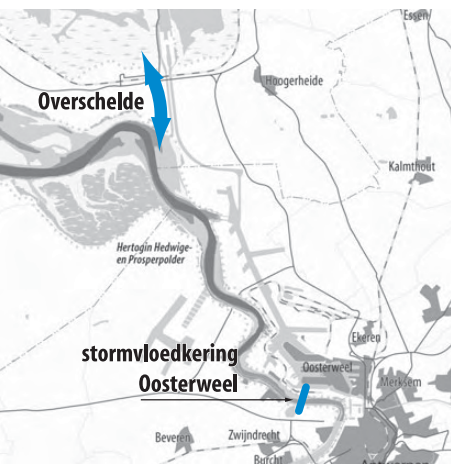 Essen
Overschelde
Hoogerheide
Kalmthout
Hertogin Hedwige-
en Prosperpolder
stormvloedkering
Oosterweel
Ekeren
Oosterweel
Merksem
Beveren
Zwijndrecht
Burcht